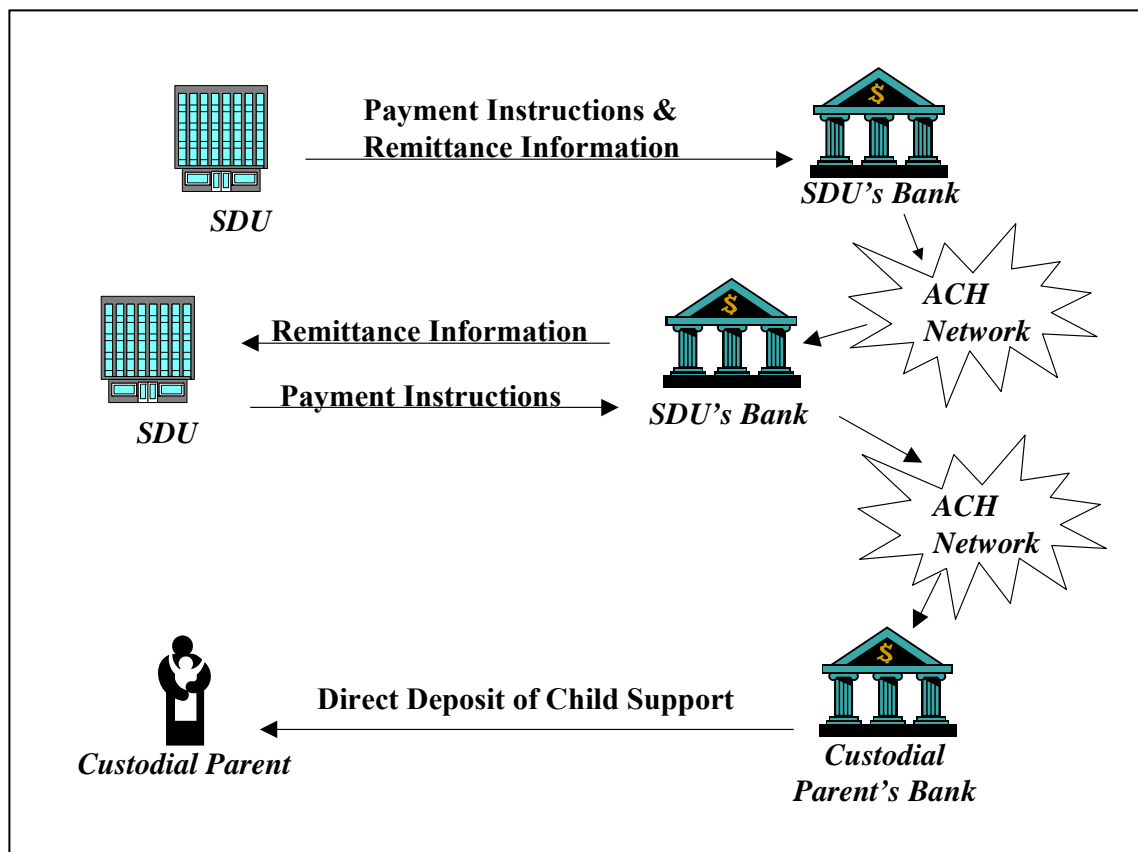 Payment Instructions &
Remittance Information
$
SDU
SDU's Bank
ACH
Network
$
Remittance Information
Payment Instructions
SDU
SDU's Bank
ACH
Network
$
Direct Deposit of Child Support
Custodial Parent
Custodial
Parent's Bank